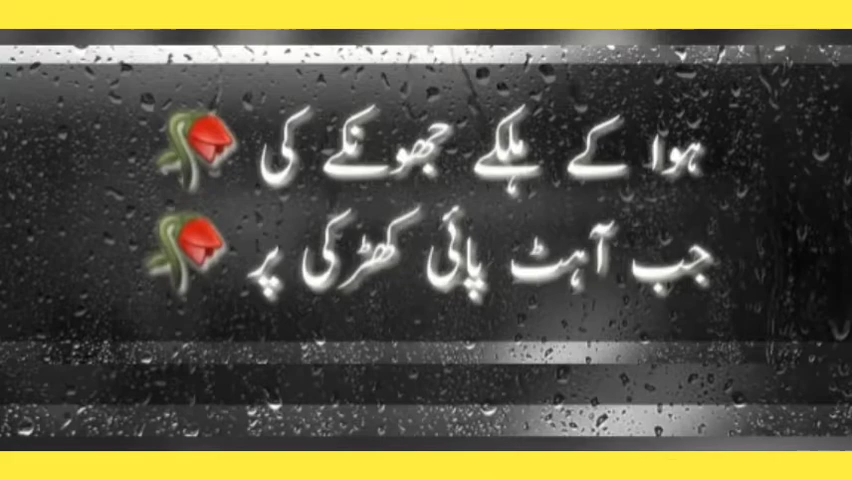 ہوا کے ہلکے جھونکے کی 🥀
جب آہٹ پائی کھڑکی پر 🥀